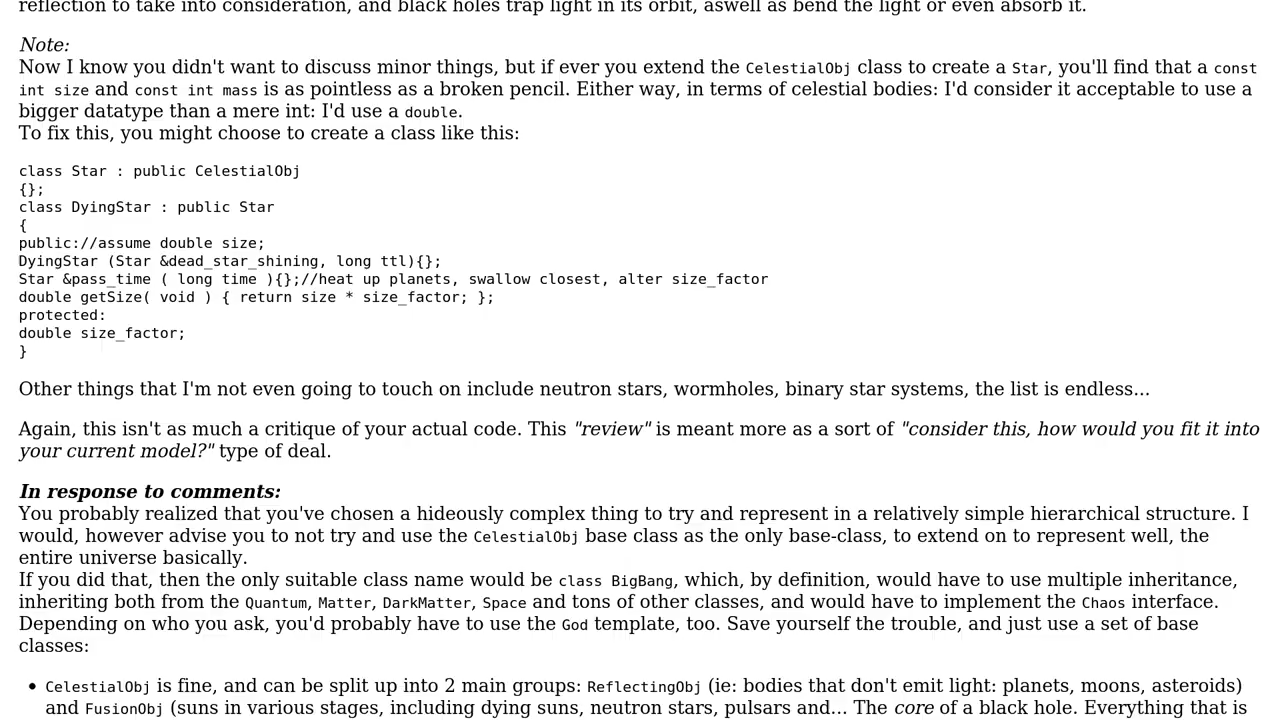 reflection to take into consideration, and black holes trap light in its orbit, aswell as bend the light or even absorb it.
Note:
Now I know you didn't want to discuss minor things, but if ever you extend the CelestialObj class to create a Star, you'll find that a const
int size and const int mass is as pointless as a broken pencil. Either way, in terms of celestial bodies: I'd consider it acceptable to use a
bigger datatype than a mere int: I'd use a double.
To fix this, you might choose to create a class like this:
class Star : public CelestialObj
{};
class DyingStar : public Star
{
public://assume double size;
DyingStar (Star &dead_star_shining, long ttl){};
Star &pass_time ( long time ){};//heat up planets, swallow closest, alter size_factor
double getSize( void ) { return size * size_factor; };
protected:
double size_factor;
}
Other things that I'm not even going to touch on include neutron stars, wormholes, binary star systems, the list is endless...
Again, this isn't as much a critique of your actual code. This "review" is meant more as a sort of "consider this, how would you fit it into
your current model?" type of deal.
In response to comments:
You probably realized that you've chosen a hideously complex thing to try and represent in a relatively simple hierarchical structure. I
would, however advise you to not try and use the CelestialObj base class as the only base-class, to extend on to represent well, the
entire universe basically.
If you did that, then the only suitable class name would be class BigBang, which, by definition, would have to use multiple inheritance,
inheriting both from the Quantum, Matter, DarkMatter, Space and tons of other classes, and would have to implement the Chaos interface.
Depending on who you ask, you'd probably have to use the God template, too. Save yourself the trouble, and just use a set of base
classes:
• CelestialObj is fine, and can be split up into 2 main groups: ReflectingObj (ie: bodies that don't emit light: planets, moons, asteroids)
and FusionObj (suns in various stages, including dying suns, neutron stars, pulsars and... The core of a black hole. Everything that is